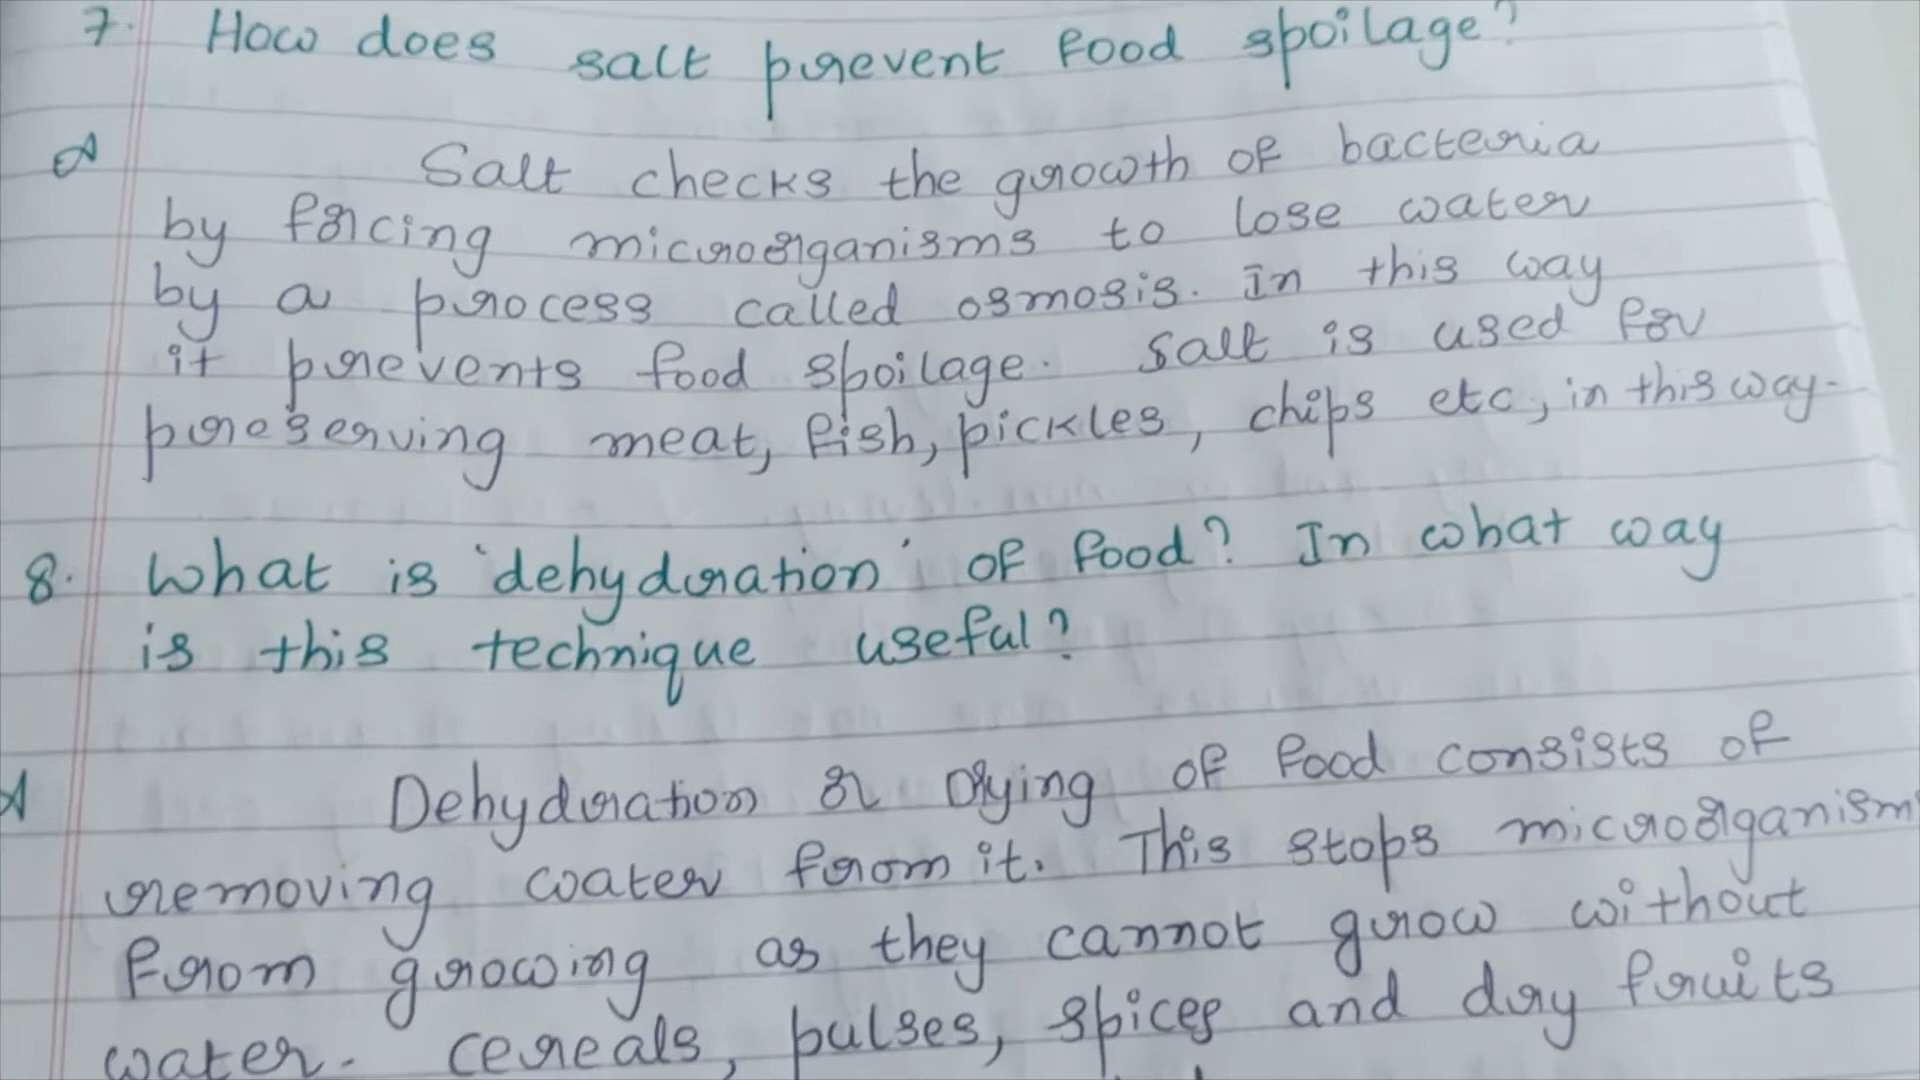 7. How does salt prevent food spoilage?
A Salt checks the growth of bacteria
by forcing microorganisms to lose water
by a process called osmosis. In this way
it prevents food spoilage. Salt is used for
preserving meat, fish, pickles, chips etc, in this way.
8. What is 'dehydration' of food? In what way
is this technique useful?
A Dehydration or Drying of food consists of
removing water from it. This stops microorganism
from growing as they cannot grow without
water. cereals, pulses, spices and dry fruits